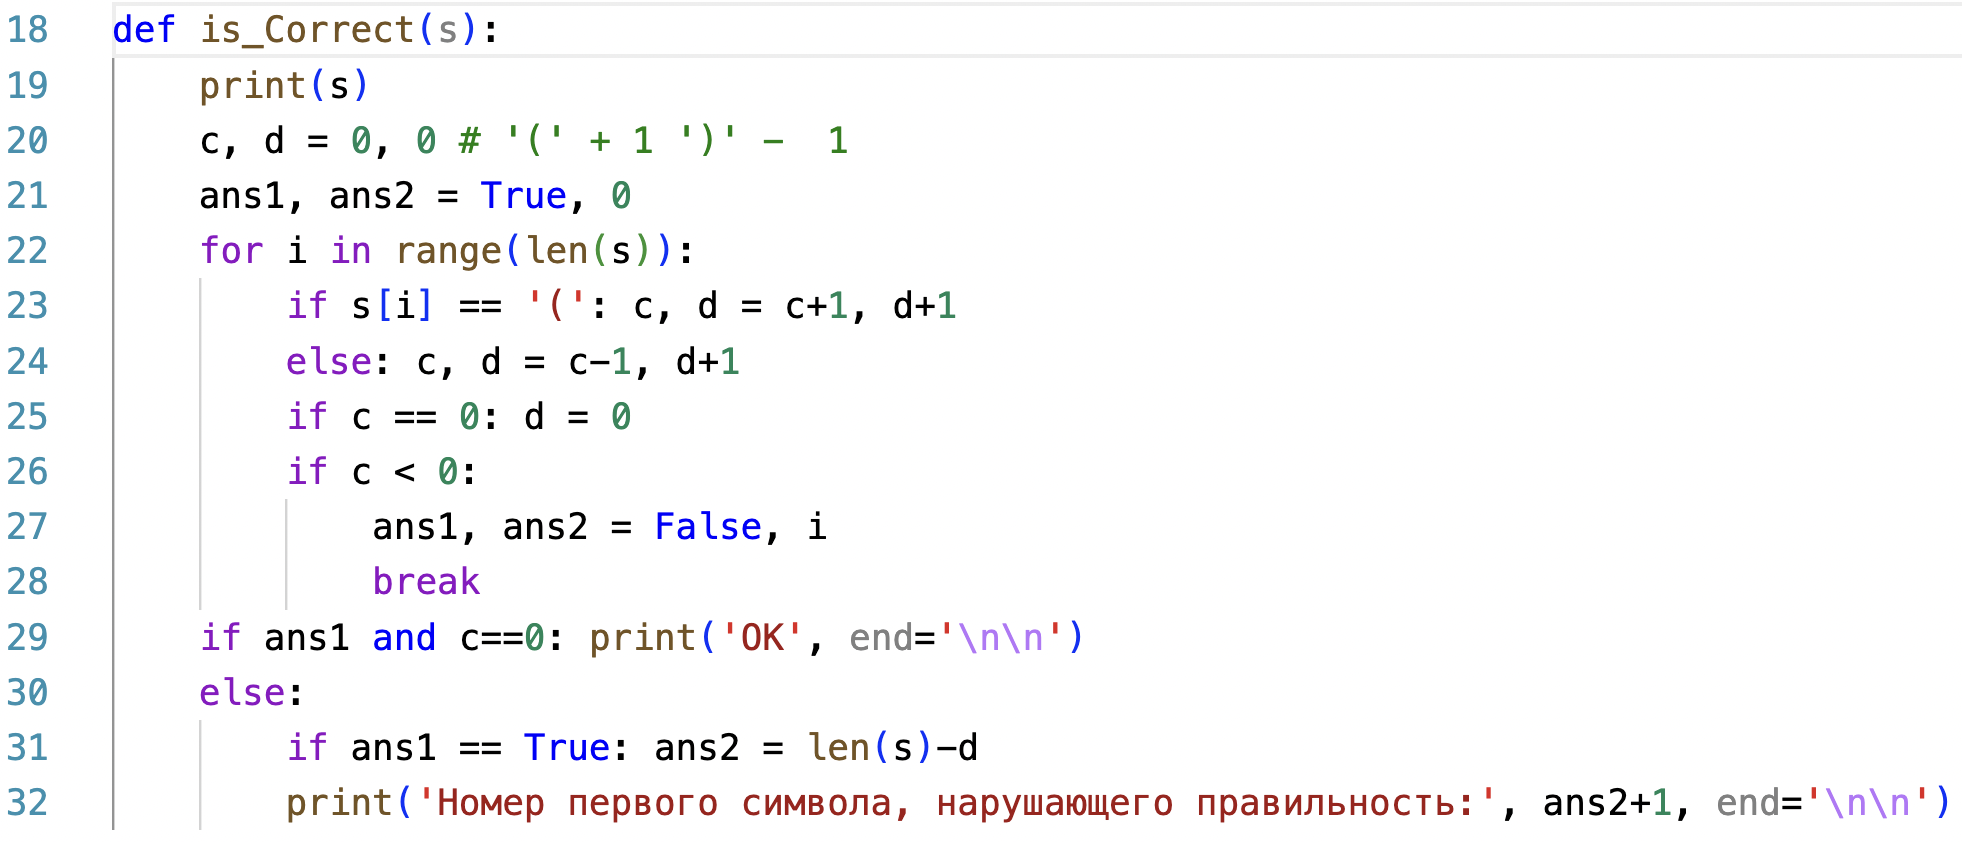 18 def is_Correct(s):
19 print(s)
20 c, d = 0, 0 # '(' + 1 ')' -  1
21 ans1, ans2 = True, 0
22 for i in range(len(s)):
23 if s[i] == '(': c, d = c+1, d+1
24 else: c, d = c-1, d+1
25 if c == 0: d = 0
26 if c < 0:
27 ans1, ans2 = False, i
28 break
29 if ans1 and c==0: print('OK', end='\n\n')
30 else:
31 if ans1 == True: ans2 = len(s)-d
32 print('Номер первого символа, нарушающего правильность:', ans2+1, end='\n\n')